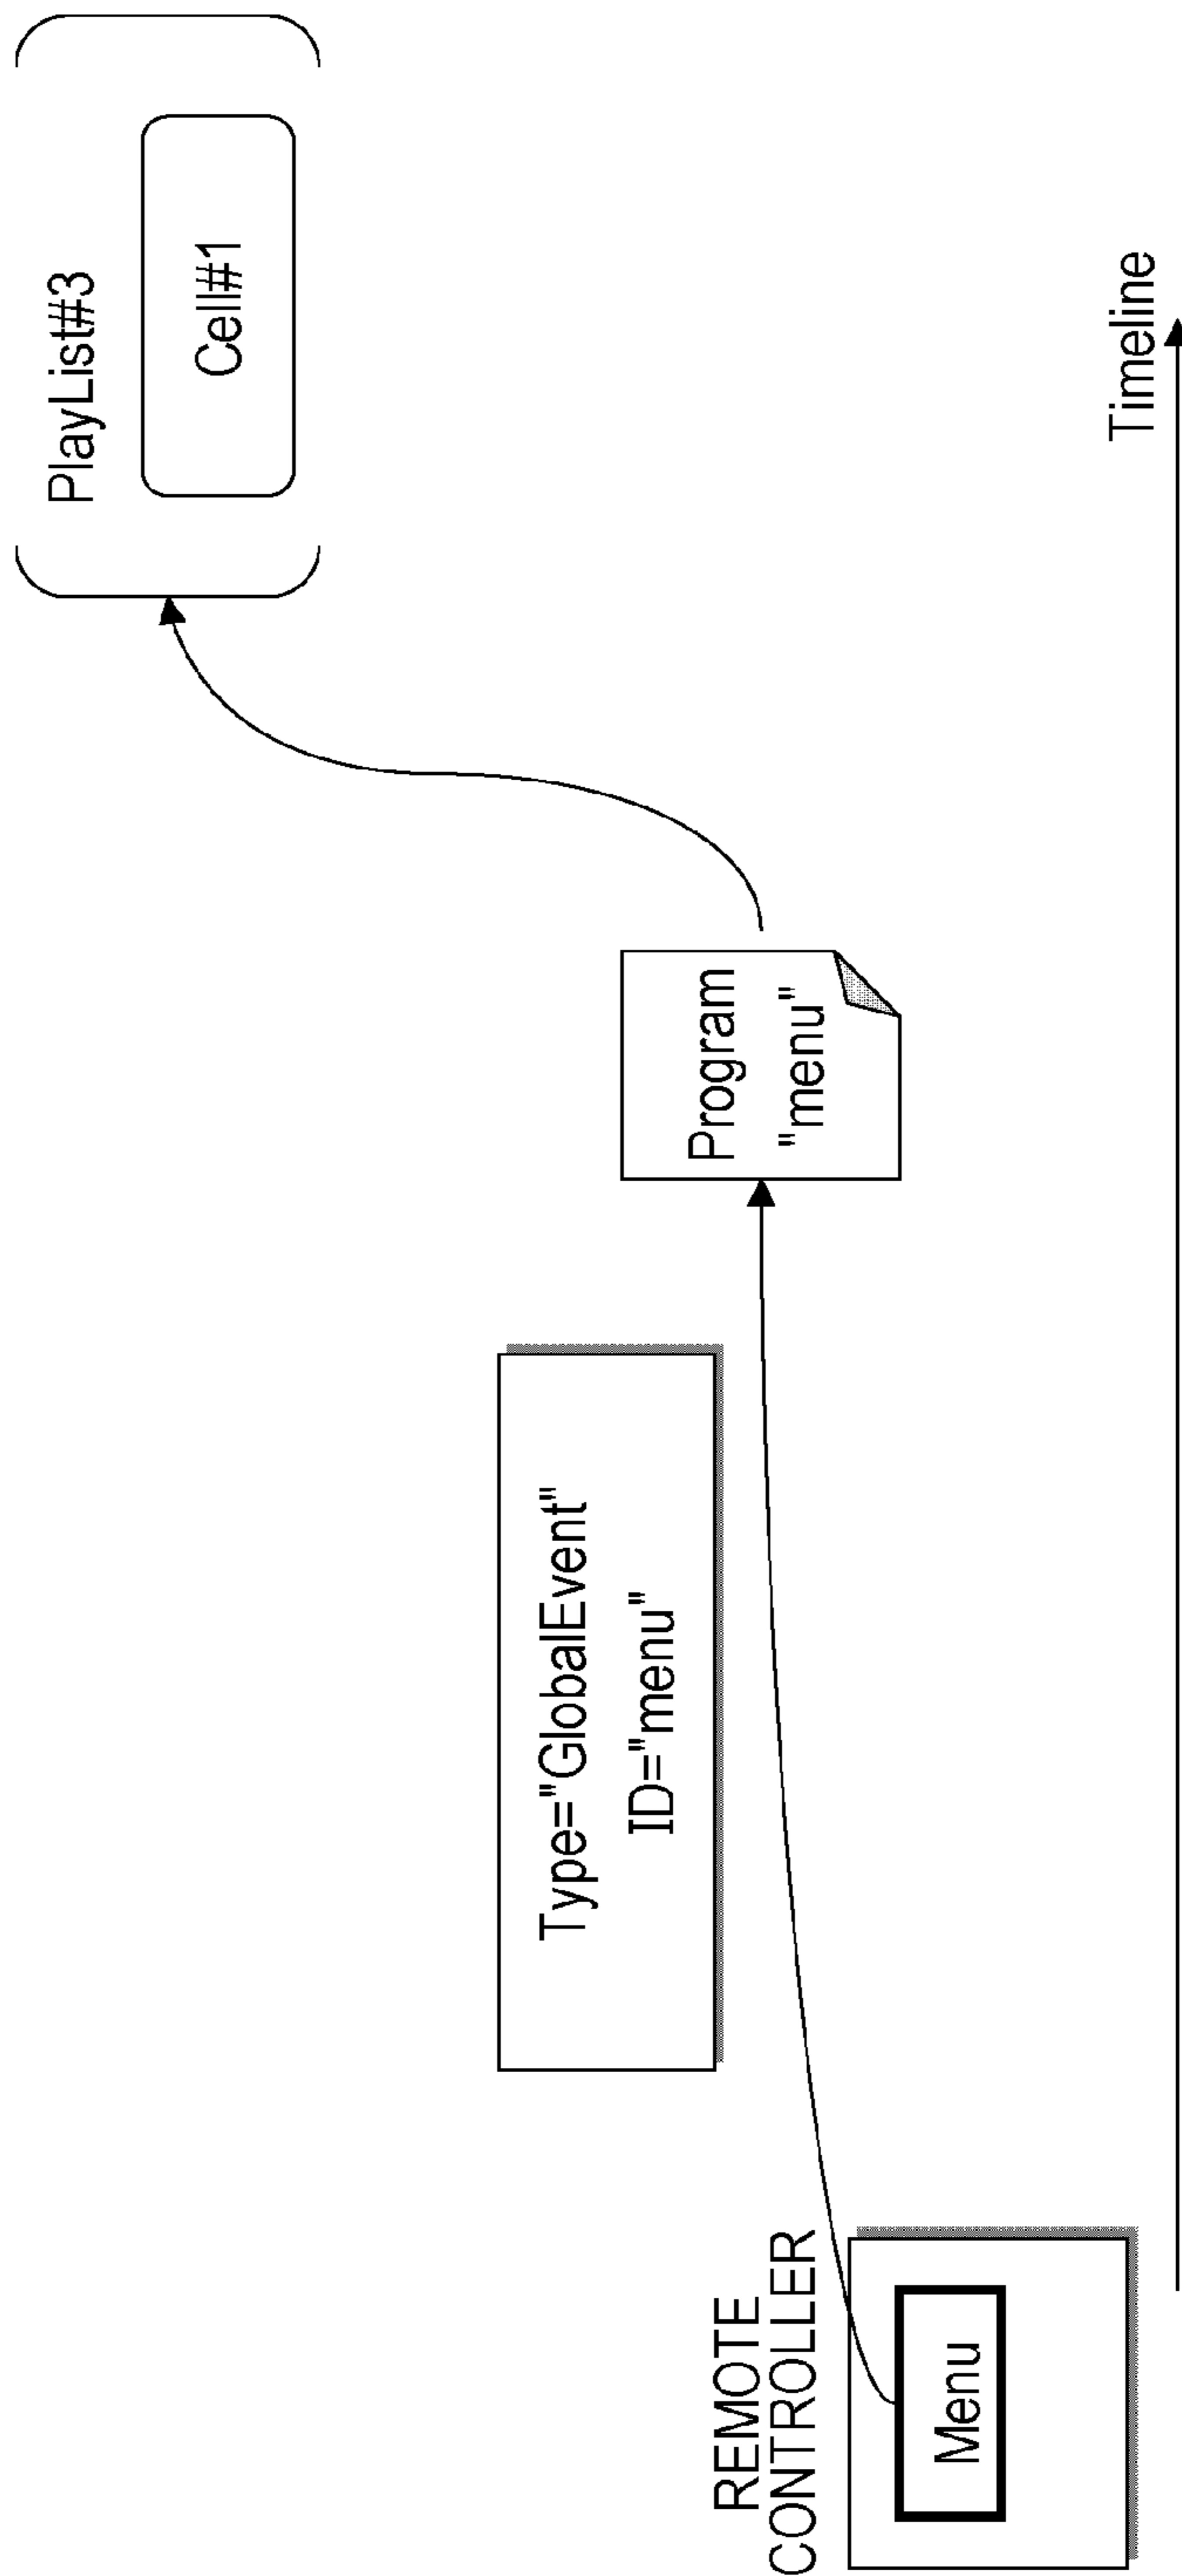 PlayList#3
Cell#1
Type="GlobalEvent"
ID="menu"
Program
"menu"
REMOTE
CONTROLLER
Menu
Timeline